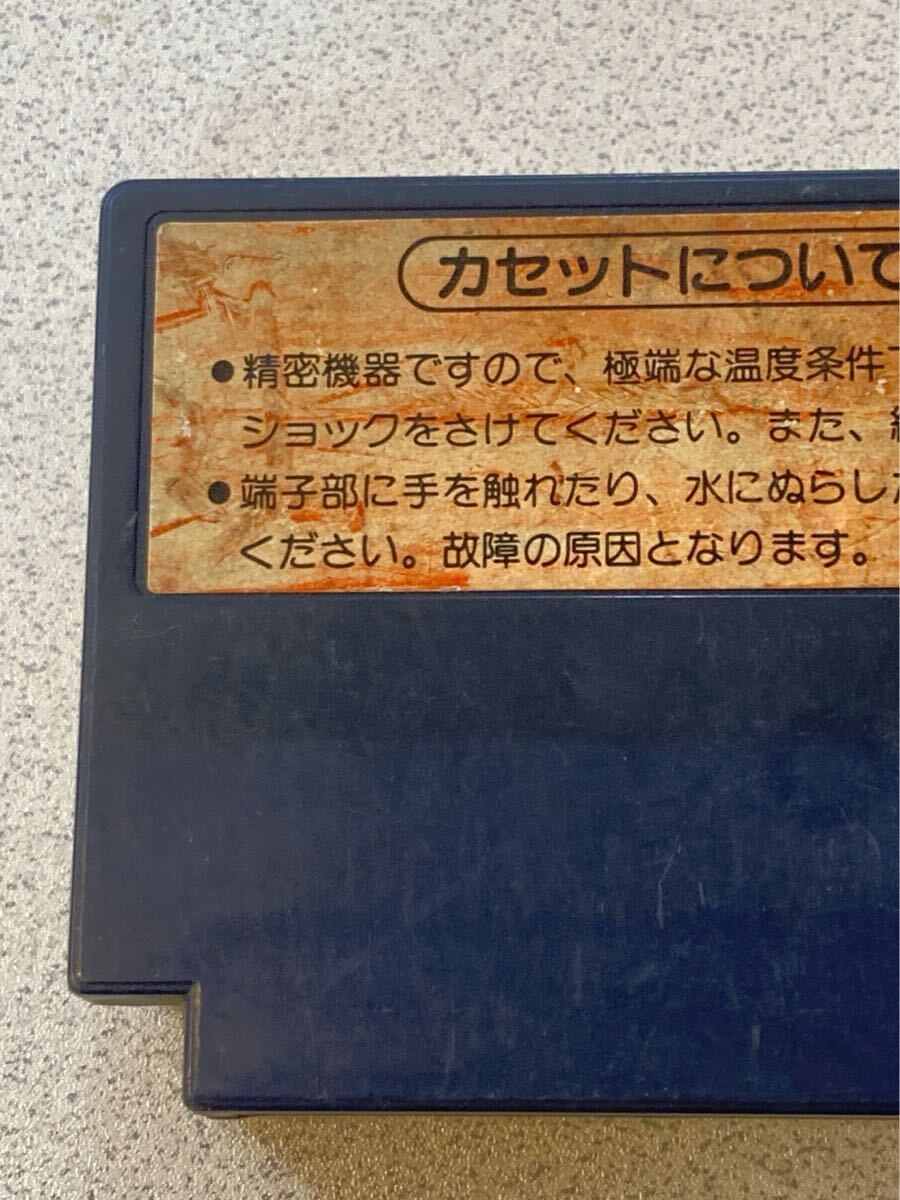 カセットについて
●精密機器ですので、極端な温度条件下
ショックをさけてください。また、
●端子部に手を触れたり、水にぬらした
ください。故障の原因となります。